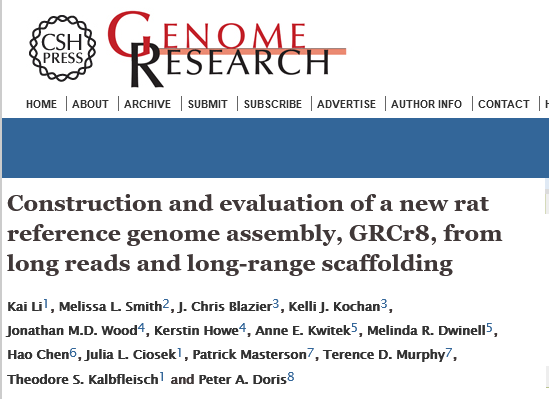 CSH
PRESS
GENOME
RESEARCH
HOME ABOUT ARCHIVE SUBMIT SUBSCRIBE ADVERTISE AUTHOR INFO CONTACT H
Construction and evaluation of a new rat
reference genome assembly, GRCr8, from
long reads and long-range scaffolding
Kai Li1, Melissa L. Smith2, J. Chris Blazier3, Kelli J. Kochan3,
Jonathan M.D. Wood4, Kerstin Howe4, Anne E. Kwitek5, Melinda R. Dwinell5,
Hao Chen6, Julia L. Ciosek1, Patrick Masterson7, Terence D. Murphy7,
Theodore S. Kalbfleisch1 and Peter A. Doris8